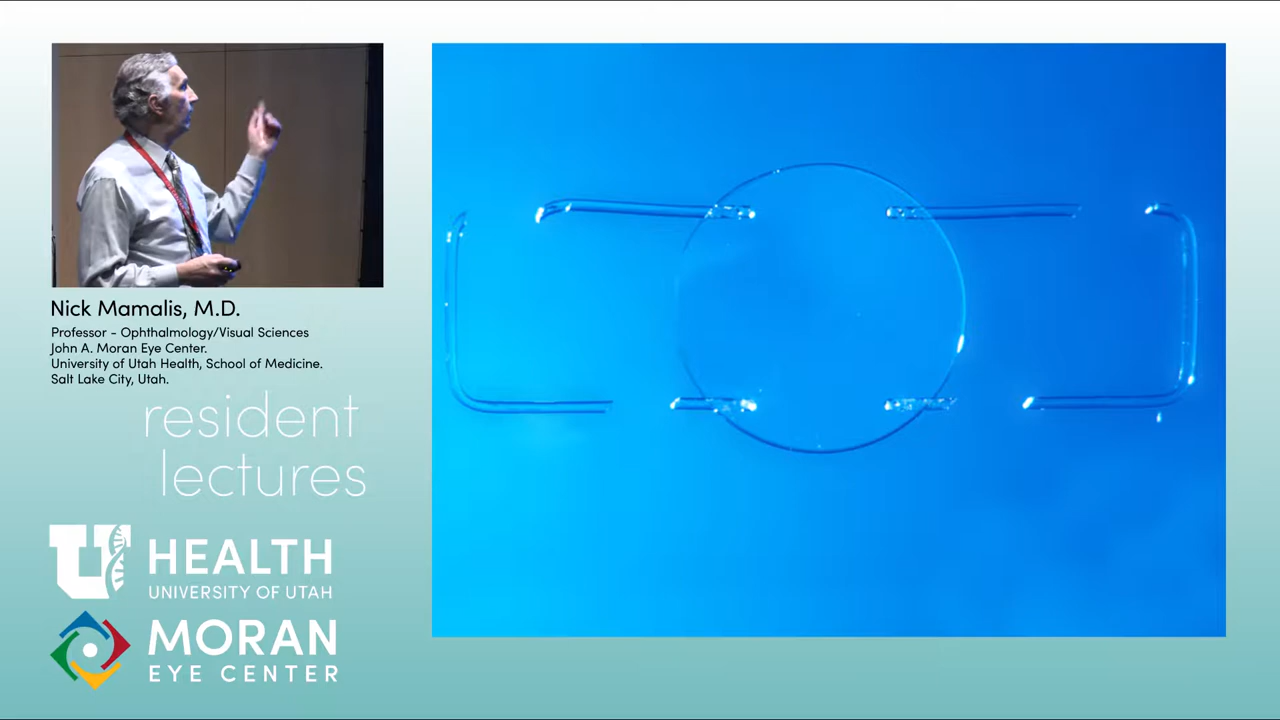 Nick Mamalis, M.D.
Professor - Ophthalmology/Visual Sciences
John A. Moran Eye Center.
University of Utah Health, School of Medicine.
Salt Lake City, Utah.
resident
lectures
U HEALTH
UNIVERSITY OF UTAH
MORAN
EYE CENTER